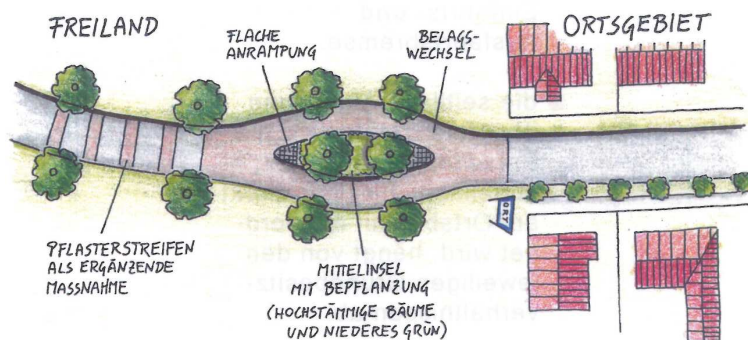 FREILAND
FLACHE
ANRAMPUNG
BELAGS-
WECHSEL
ORTSGEBIET
ORT
PFLASTERSTREIFEN
ALS ERGÄNZENDE
MASSNAHME
MITTELINSEL
MIT BEPFLANZUNG
(HOCHSTÄMMIGE BÄUME
UND NIEDERES GRÜN)